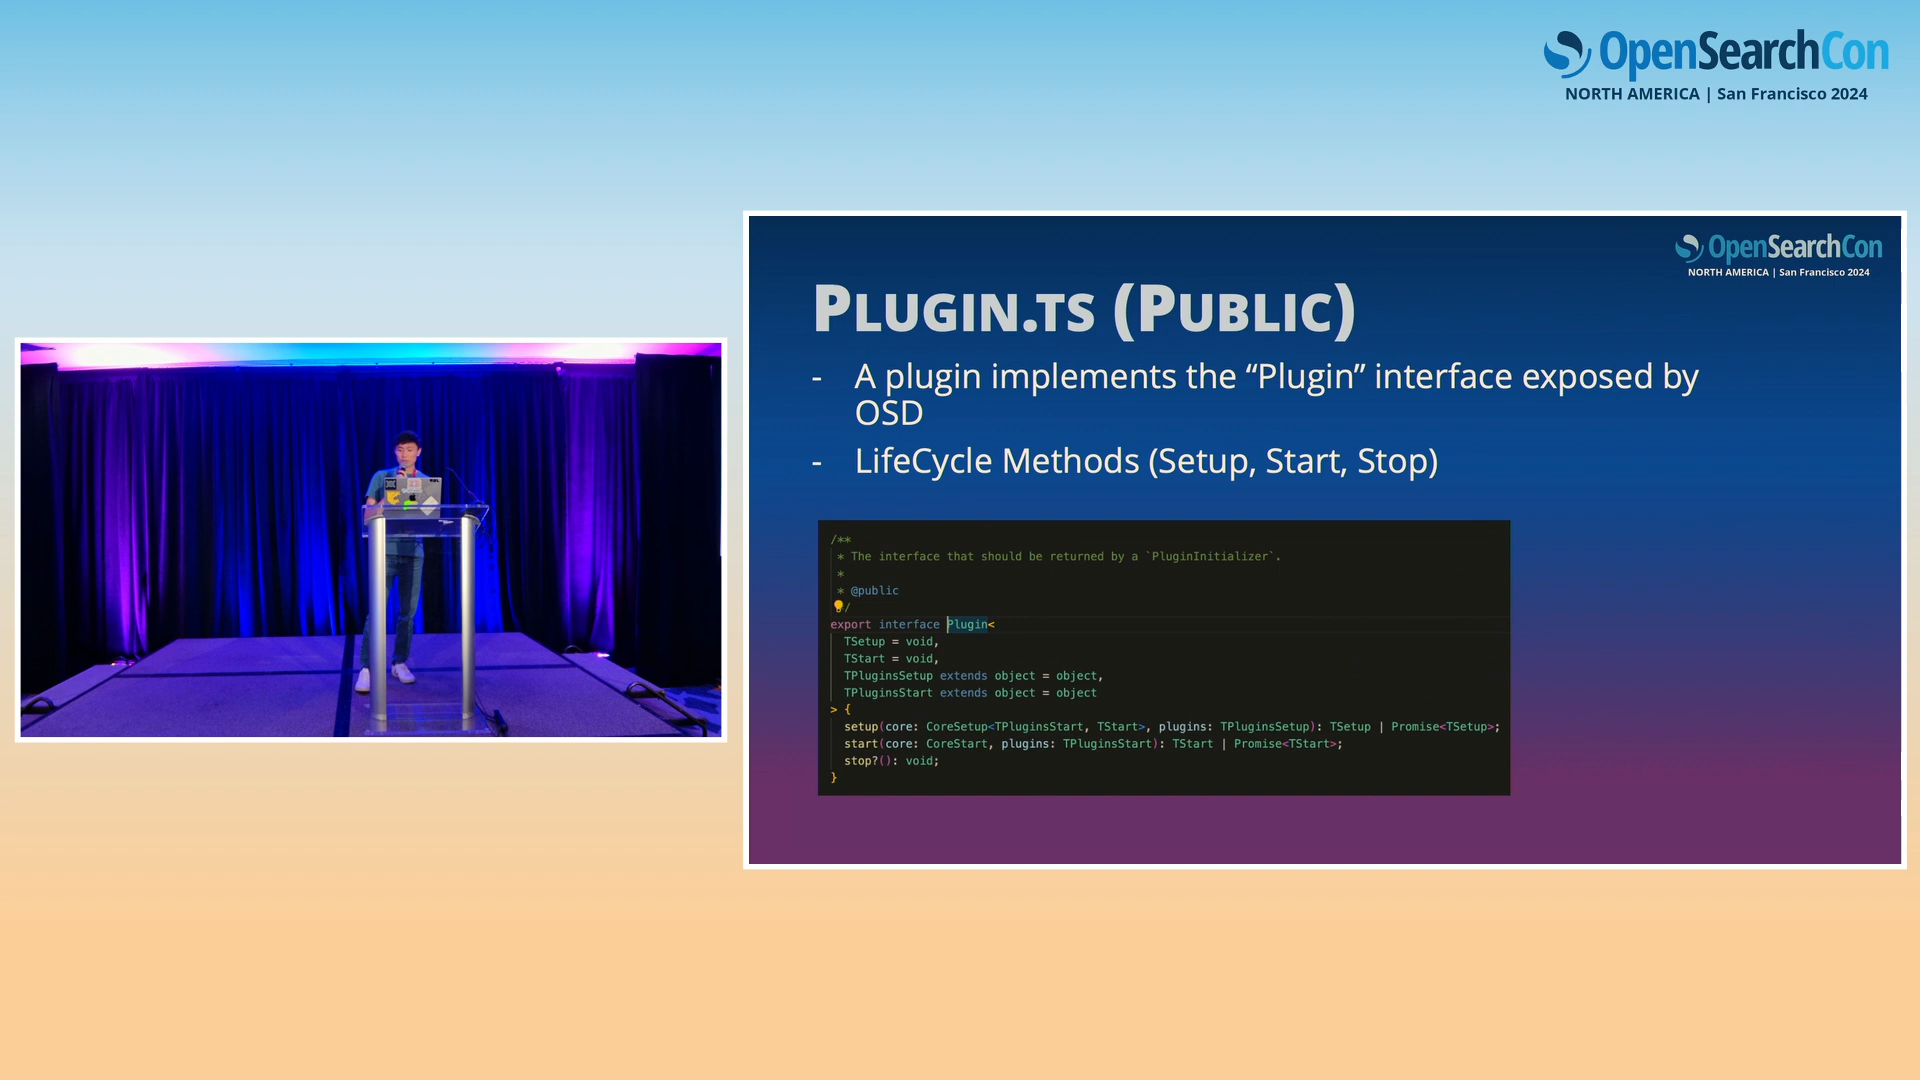 OpenSearchCon
NORTH AMERICA | San Francisco 2024
OpenSearchCon
NORTH AMERICA | San Francisco 2024
PLUGIN.TS (PUBLIC)
- A plugin implements the “Plugin” interface exposed by
OSD
- LifeCycle Methods (Setup, Start, Stop)
/**
* The interface that should be returned by a `PluginInitializer`.
*
* @public
*/
export interface Plugin<
TSetup = void,
TStart = void,
TPluginsSetup extends object = object,
TPluginsStart extends object = object
> {
setup(core: CoreSetup<TPluginsStart, TStart>, plugins: TPluginsSetup): TSetup | Promise<TSetup>;
start(core: CoreStart, plugins: TPluginsStart): TStart | Promise<TStart>;
stop?(): void;
}